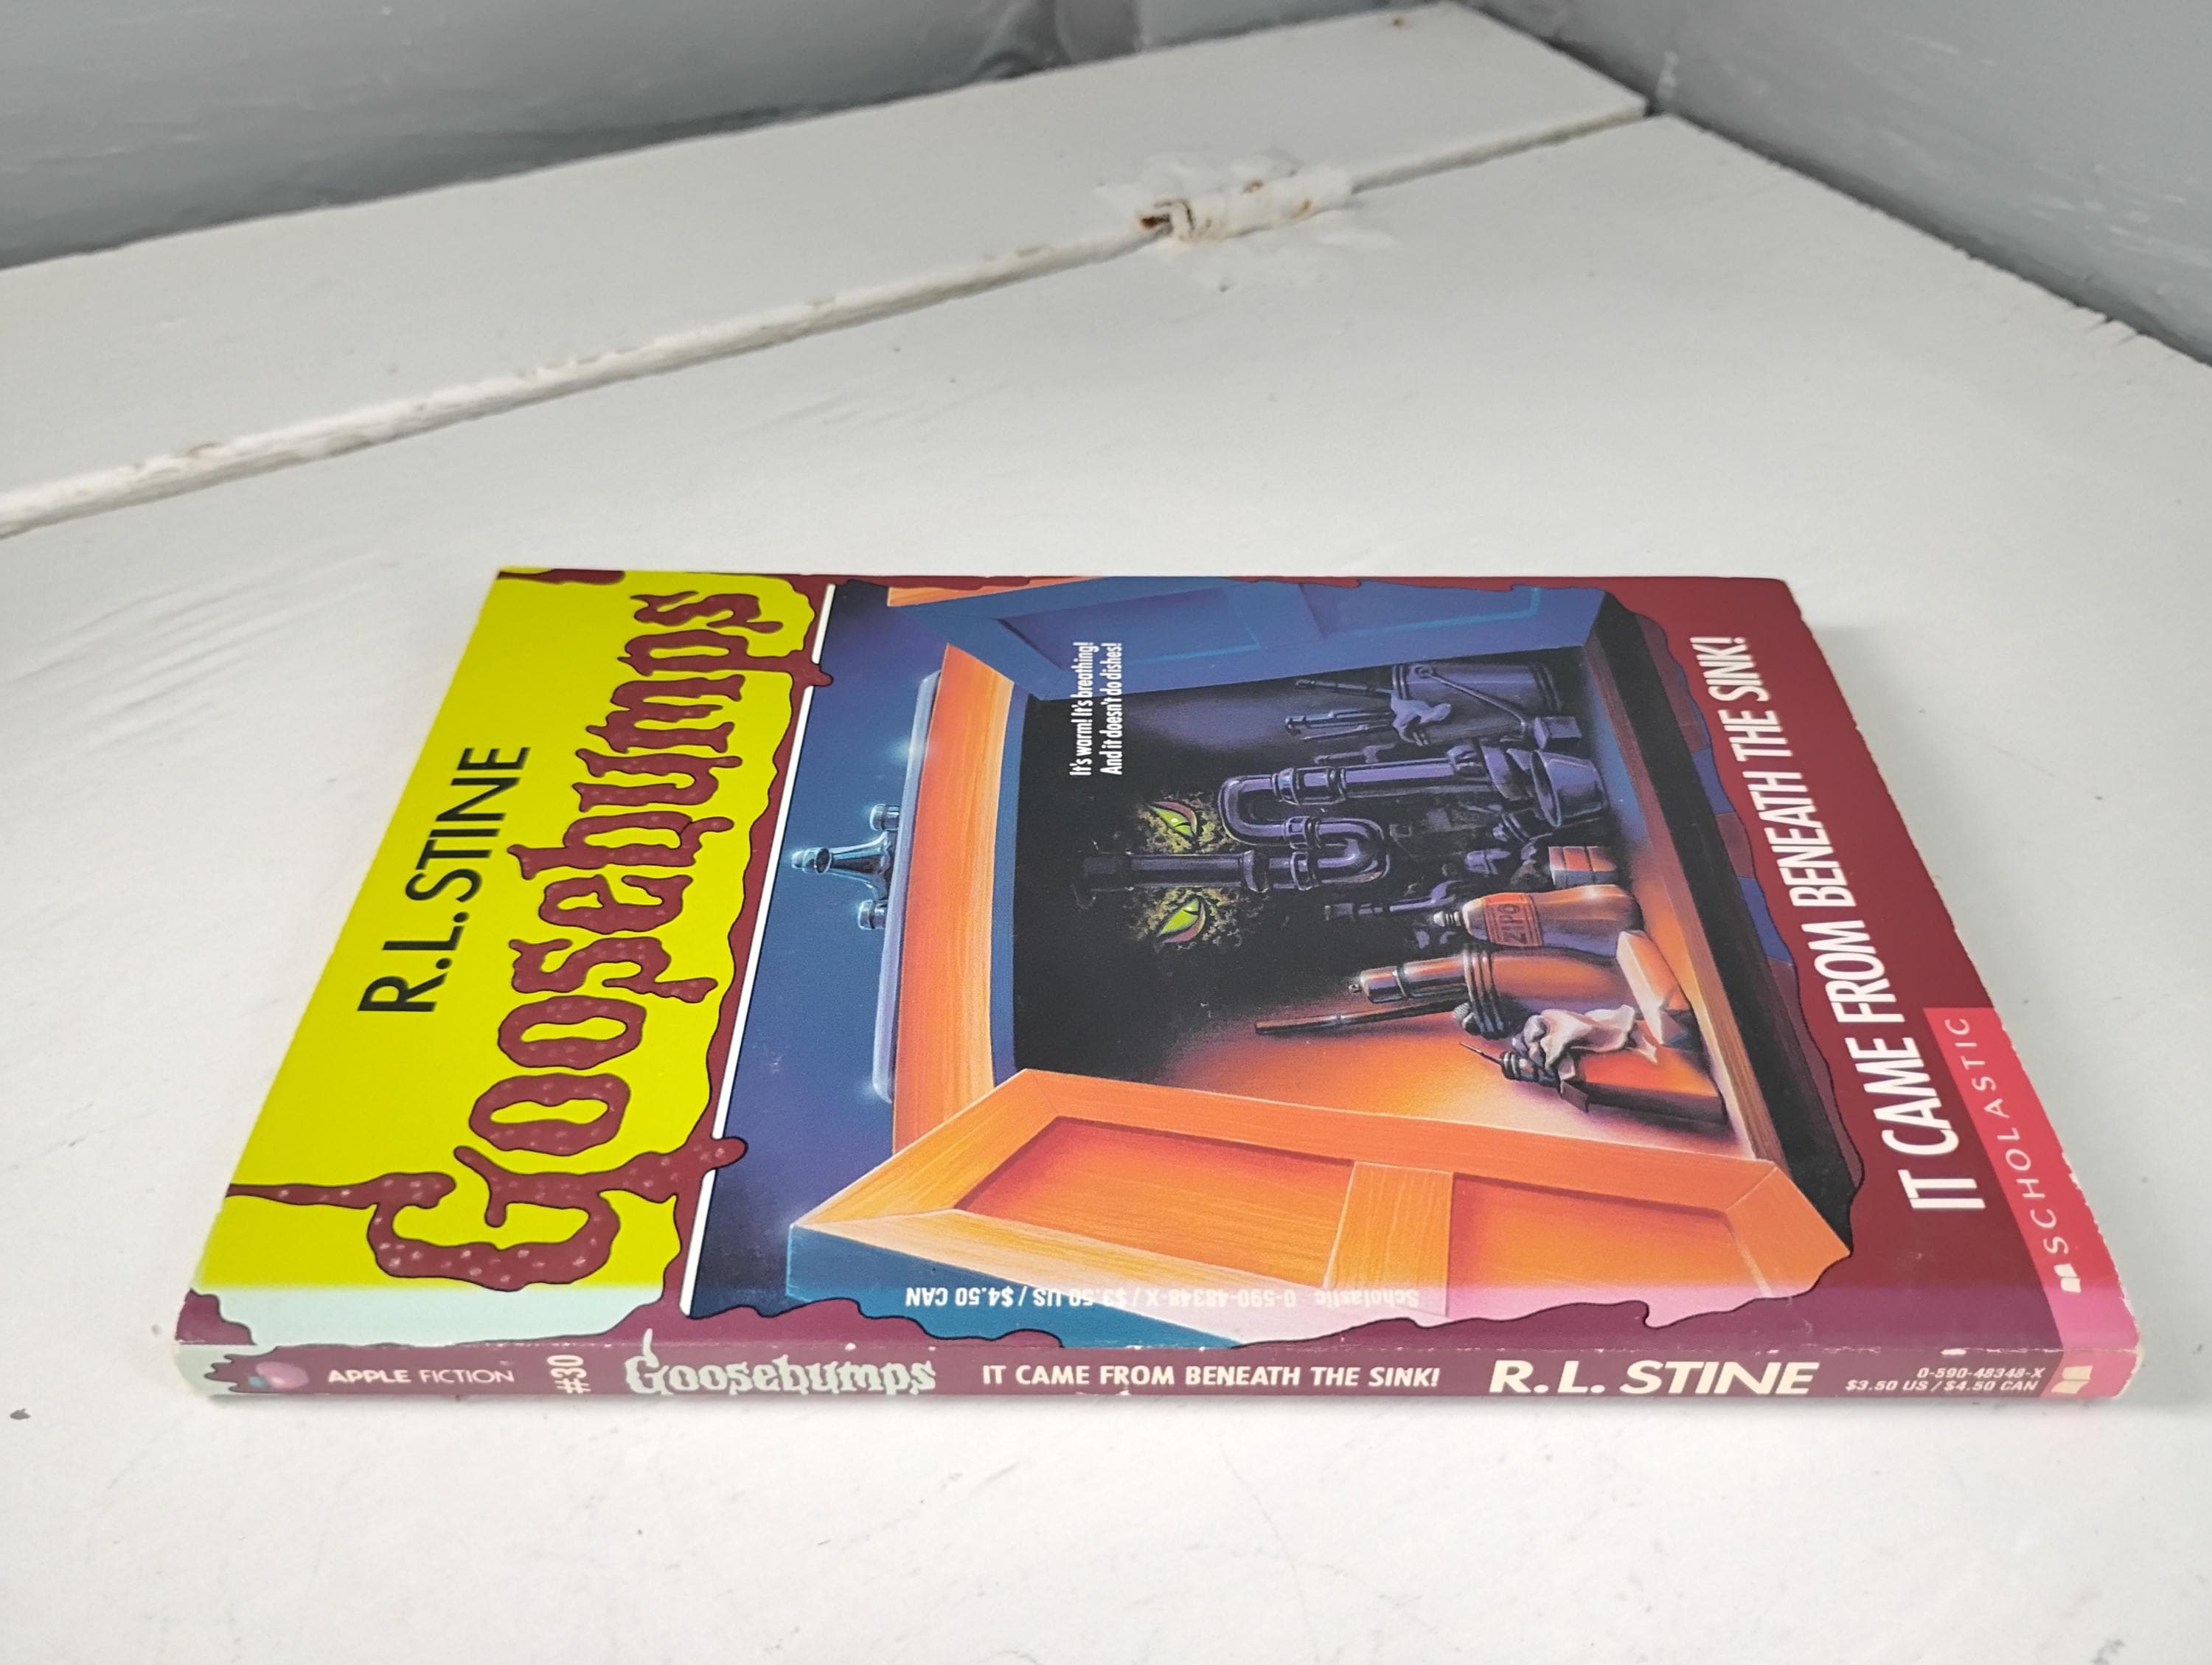 R.L. STINE
Goosebumps
It's warm! It's breathing!
And it doesn't do dishes!
ZIPO
IT CAME FROM BENEATH THE SINK!
SCHOLASTIC
Scholastic 0-590-48348-X / $3.50 US / $4.50 CAN
APPLE FICTION
#30
Goosebumps
IT CAME FROM BENEATH THE SINK!
R. L. STINE
0-590-48348-X
$3.50 US / $4.50 CAN